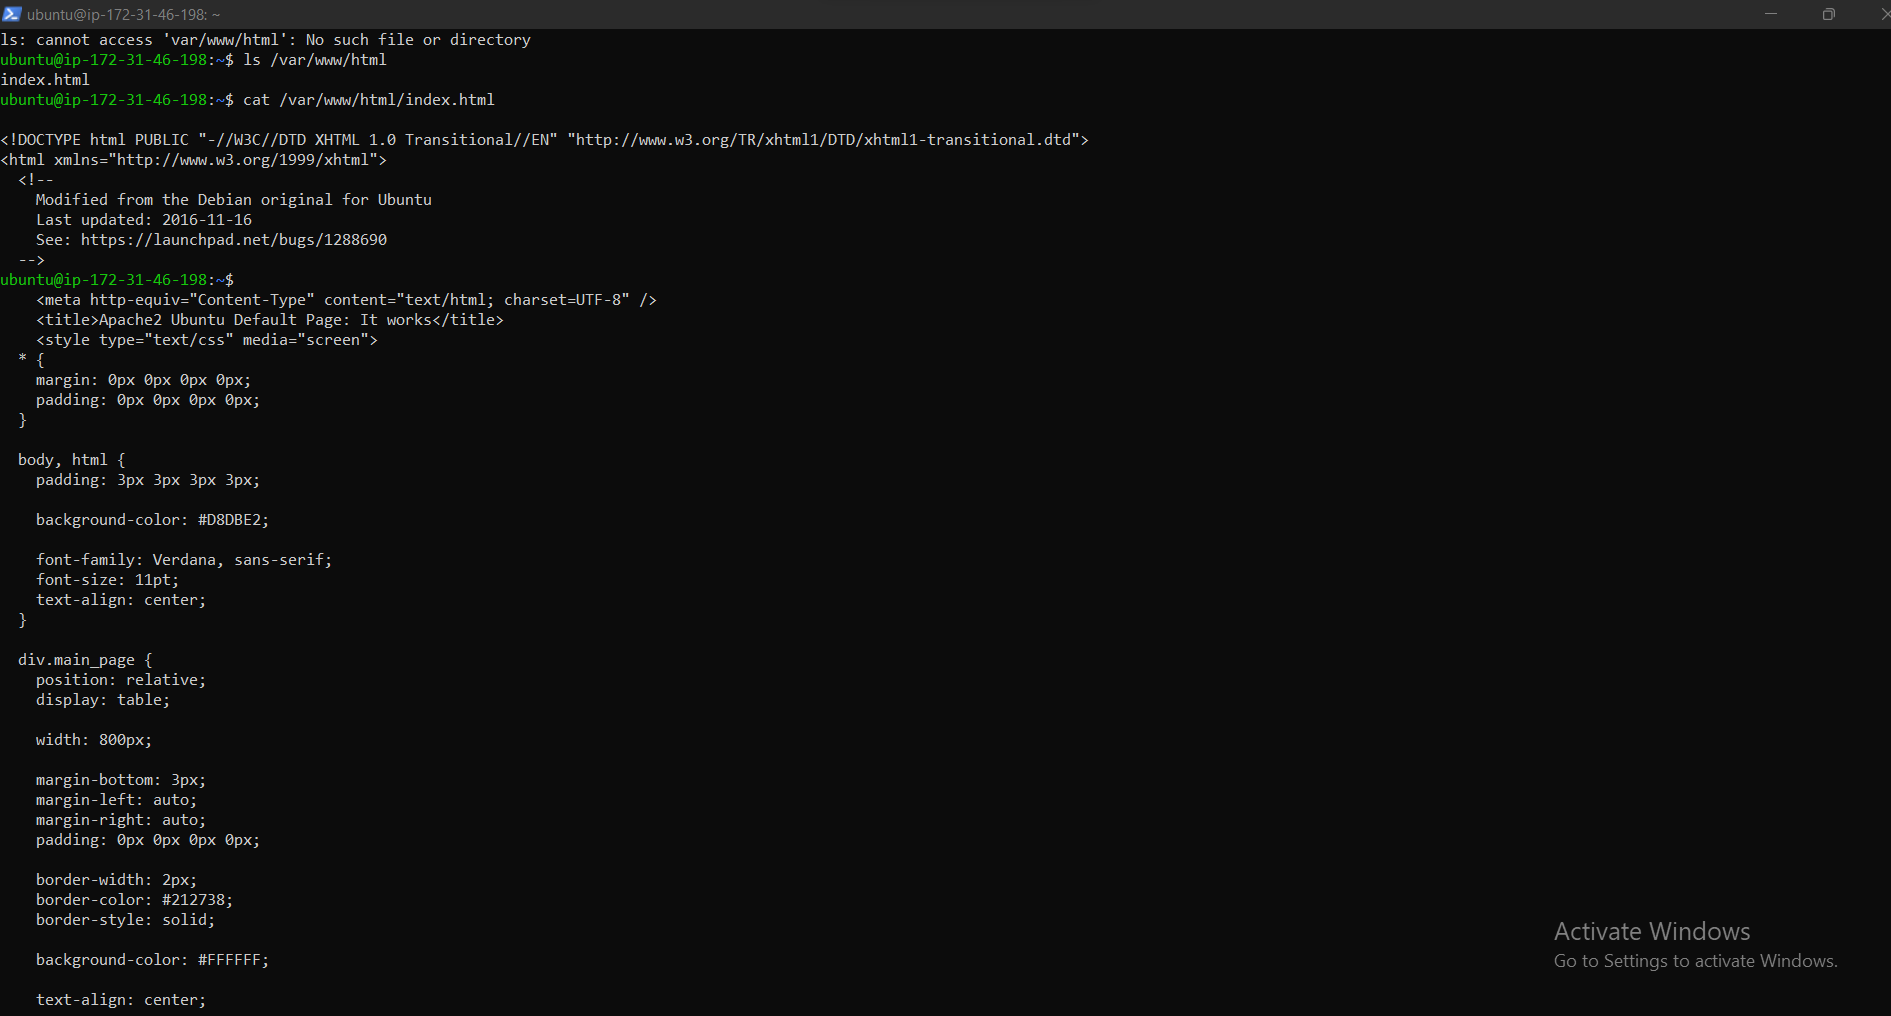 ubuntu@ip-172-31-46-198: ~
ls: cannot access 'var/www/html': No such file or directory
ubuntu@ip-172-31-46-198:~$ ls /var/www/html
index.html
ubuntu@ip-172-31-46-198:~$ cat /var/www/html/index.html
<!DOCTYPE html PUBLIC "-//W3C//DTD XHTML 1.0 Transitional//EN" "http://www.w3.org/TR/xhtml1/DTD/xhtml1-transitional.dtd">
<html xmlns="http://www.w3.org/1999/xhtml">
  <!--
    Modified from the Debian original for Ubuntu
    Last updated: 2016-11-16
    See: https://launchpad.net/bugs/1288690
  -->
ubuntu@ip-172-31-46-198:~$
    <meta http-equiv="Content-Type" content="text/html; charset=UTF-8" />
    <title>Apache2 Ubuntu Default Page: It works</title>
    <style type="text/css" media="screen">
  * {
    margin: 0px 0px 0px 0px;
    padding: 0px 0px 0px 0px;
  }
  body, html {
    padding: 3px 3px 3px 3px;
    background-color: #D8DBE2;
    font-family: Verdana, sans-serif;
    font-size: 11pt;
    text-align: center;
  }
  div.main_page {
    position: relative;
    display: table;
    width: 800px;
    margin-bottom: 3px;
    margin-left: auto;
    margin-right: auto;
    padding: 0px 0px 0px 0px;
    border-width: 2px;
    border-color: #212738;
    border-style: solid;
    background-color: #FFFFFF;
    text-align: center;
Activate Windows
Go to Settings to activate Windows.